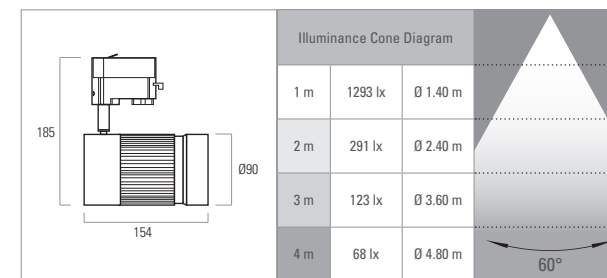 185
Ø90
154
Illuminance Cone Diagram
1 m 1293 lx Ø 1.40 m
2 m 291 lx Ø 2.40 m
3 m 123 lx Ø 3.60 m
4 m 68 lx Ø 4.80 m
60°